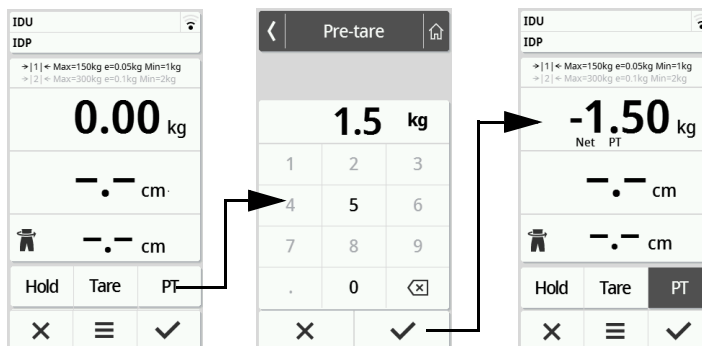 IDU
IDP
→|1|← Max=150kg e=0.05kg Min=1kg
→|2|← Max=300kg e=0.1kg Min=2kg
0.00 kg
-.- cm
-.- cm
Hold Tare PT
Pre-tare
1.5 kg
1 2 3
4 5 6
7 8 9
. 0
IDU
IDP
→|1|← Max=150kg e=0.05kg Min=1kg
→|2|← Max=300kg e=0.1kg Min=2kg
-1.50 kg
Net PT
-.- cm
-.- cm
Hold Tare PT